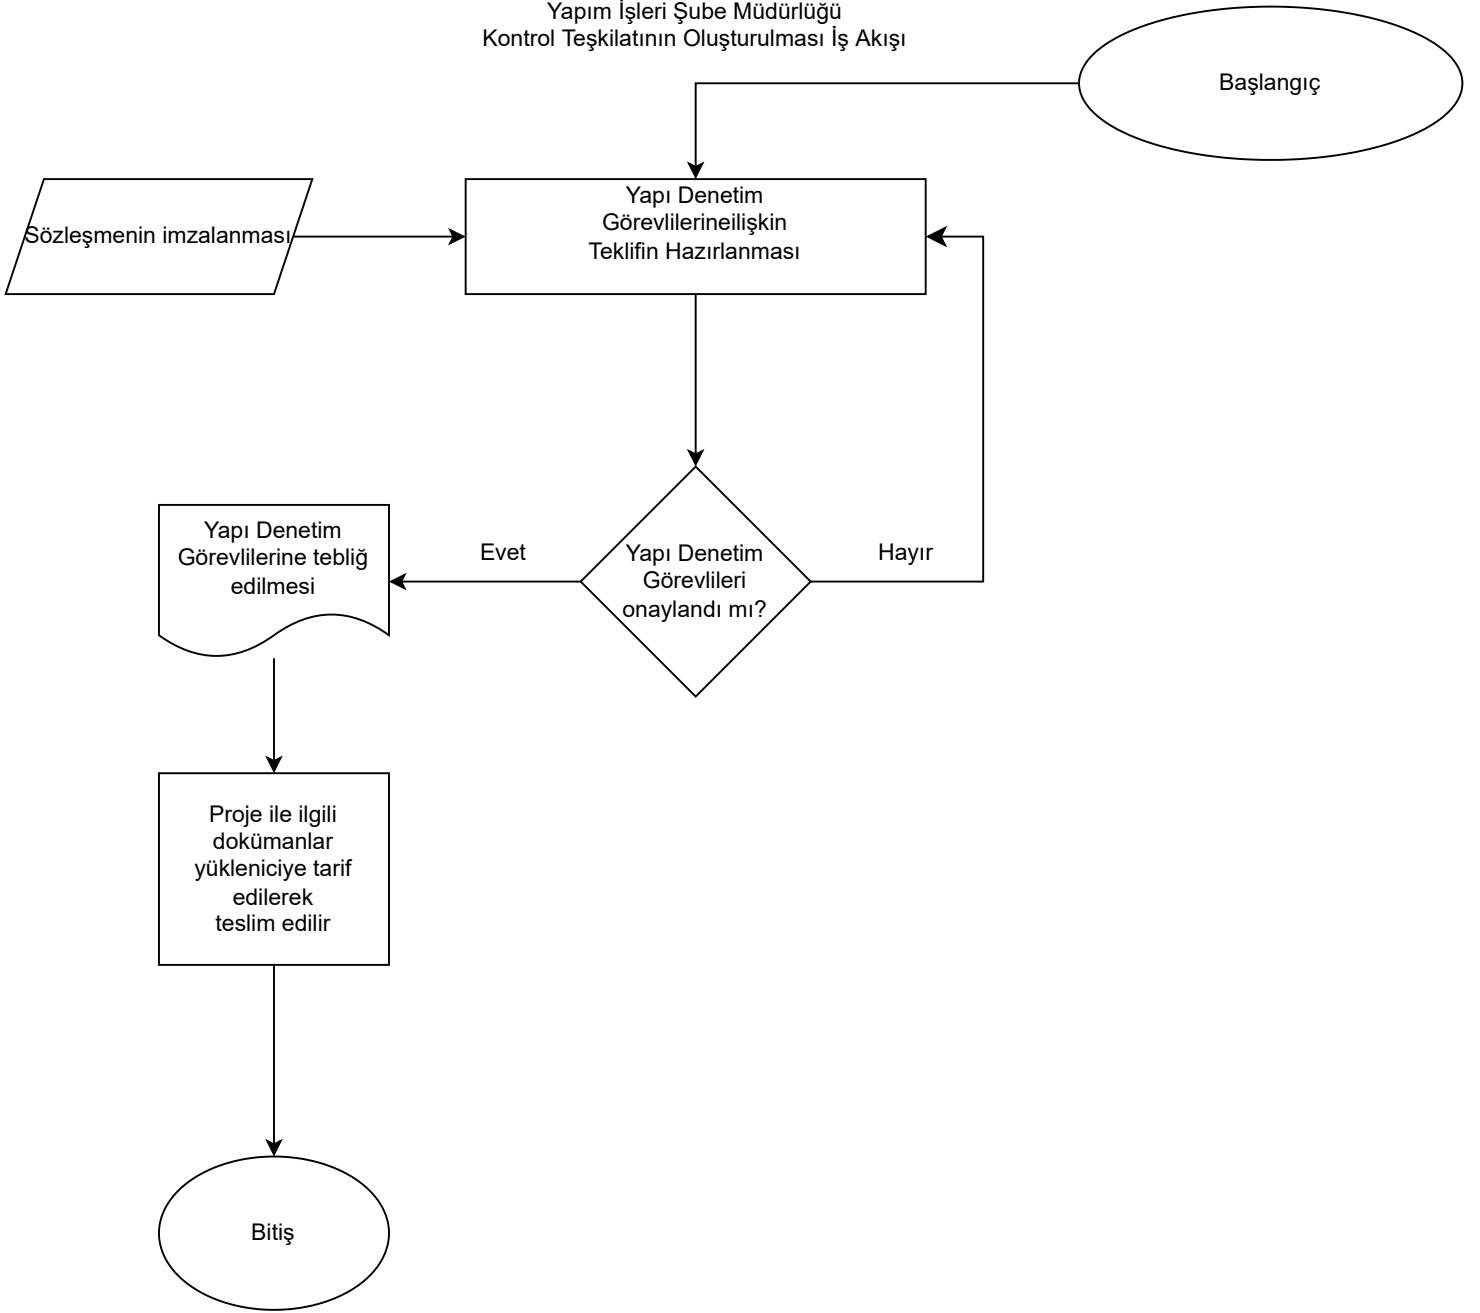 Yapım İşleri Şube Müdürlüğü
Kontrol Teşkilatının Oluşturulması İş Akışı
Başlangıç
Yapı Denetim
Görevlilerineilişkin
Teklifin Hazırlanması
Sözleşmenin imzalanması
Yapı Denetim
Görevlileri
onaylandı mı?
Evet
Hayır
Yapı Denetim
Görevlilerine tebliğ
edilmesi
Proje ile ilgili
dokümanlar
yükleniciye tarif
edilerek
teslim edilir
Bitiş